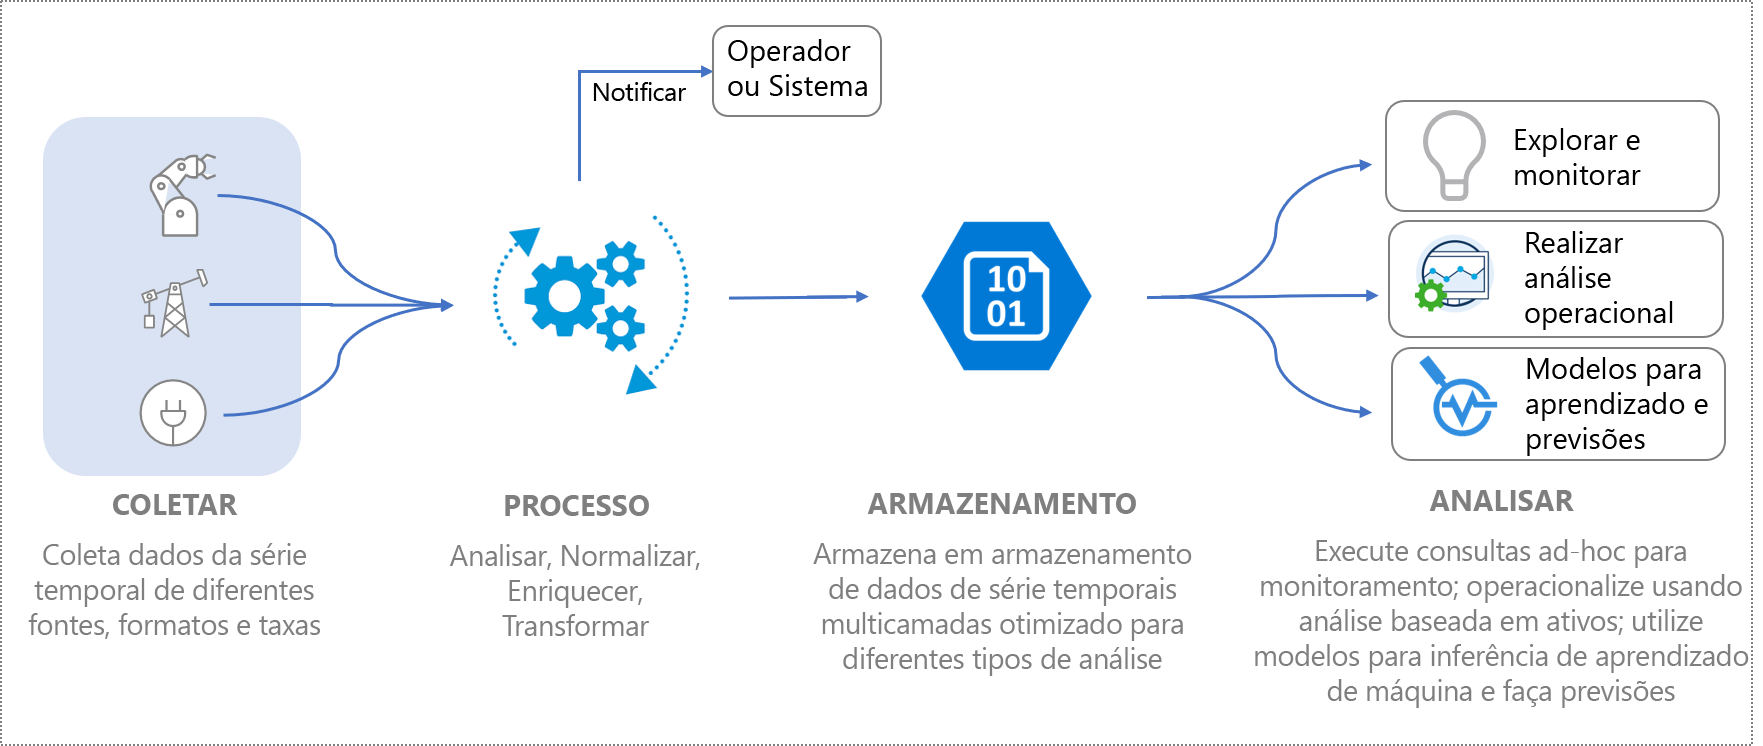 Operador
ou Sistema
Notificar
Explorar e
monitorar
Realizar
análise
operacional
Modelos para
aprendizado e
previsões
10
01
COLETAR
Coleta dados da série
temporal de diferentes
fontes, formatos e taxas
PROCESSO
Analisar, Normalizar,
Enriquecer,
Transformar
ARMAZENAMENTO
Armazena em armazenamento
de dados de série temporais
multicamadas otimizado para
diferentes tipos de análise
ANALISAR
Execute consultas ad-hoc para
monitoramento; operacionalize usando
análise baseada em ativos; utilize
modelos para inferência de aprendizado
de máquina e faça previsões